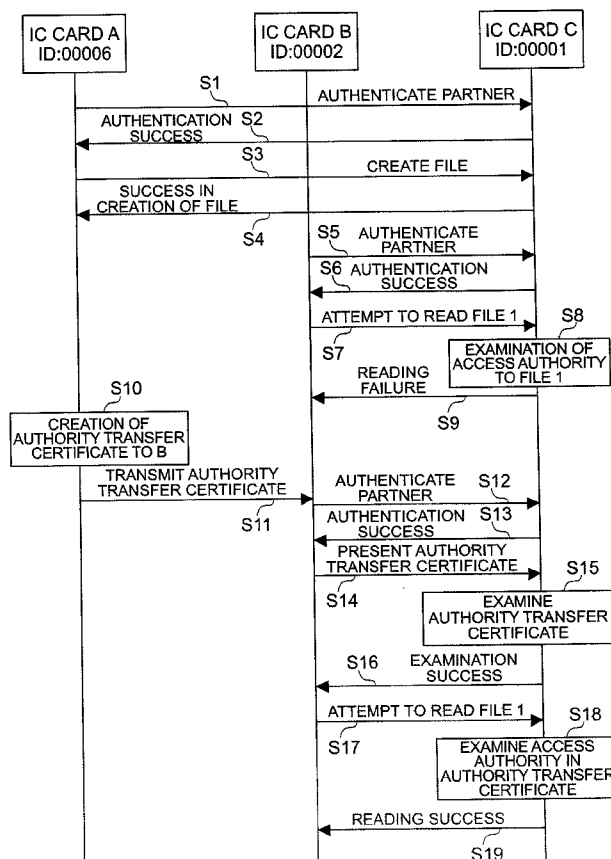 IC CARD A
ID:00006
IC CARD B
ID:00002
IC CARD C
ID:00001
S1
AUTHENTICATE PARTNER
AUTHENTICATION
SUCCESS
S2
S3
CREATE FILE
SUCCESS IN
CREATION OF FILE
S4
S5
AUTHENTICATE
PARTNER
S6
AUTHENTICATION
SUCCESS
ATTEMPT TO READ FILE 1
S7
S8
EXAMINATION OF
ACCESS AUTHORITY
TO FILE 1
READING
FAILURE
S9
S10
CREATION OF
AUTHORITY TRANSFER
CERTIFICATE TO B
TRANSMIT AUTHORITY
TRANSFER CERTIFICATE
S11
AUTHENTICATE
PARTNER
S12
AUTHENTICATION
SUCCESS
S13
PRESENT AUTHORITY
TRANSFER CERTIFICATE
S14
S15
EXAMINE
AUTHORITY TRANSFER
CERTIFICATE
S16
EXAMINATION
SUCCESS
ATTEMPT TO READ FILE 1
S17
S18
EXAMINE ACCESS
AUTHORITY IN
AUTHORITY TRANSFER
CERTIFICATE
READING SUCCESS
S19